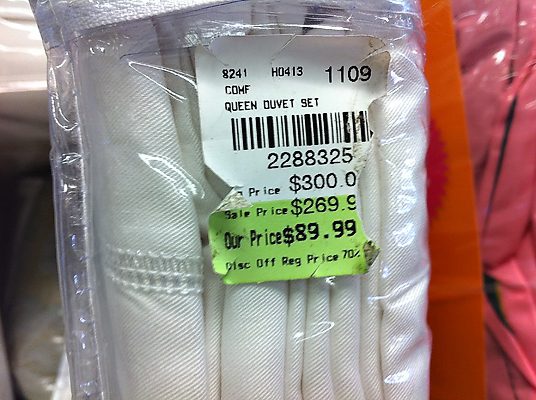 8241 H0413 1109
COMF
QUEEN DUVET SET
2288325
Price $300.0
Sale Price $269.9
Our Price $89.99
Disc Off Reg Price 70%